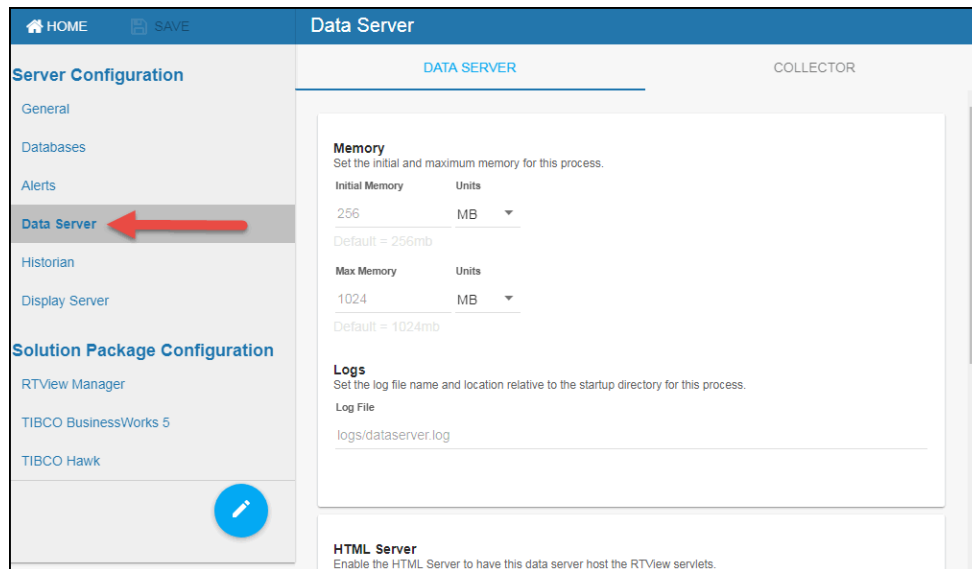 HOME
SAVE
Data Server
Server Configuration
General
Databases
Alerts
Data Server
Historian
Display Server
Solution Package Configuration
RTView Manager
TIBCO BusinessWorks 5
TIBCO Hawk
DATA SERVER
COLLECTOR
Memory
Set the initial and maximum memory for this process.
Initial Memory Units
256 MB
Default = 256mb
Max Memory Units
1024 MB
Default = 1024mb
Logs
Set the log file name and location relative to the startup directory for this process.
Log File
logs/dataserver.log
HTML Server
Enable the HTML Server to have this data server host the RTView servlets.